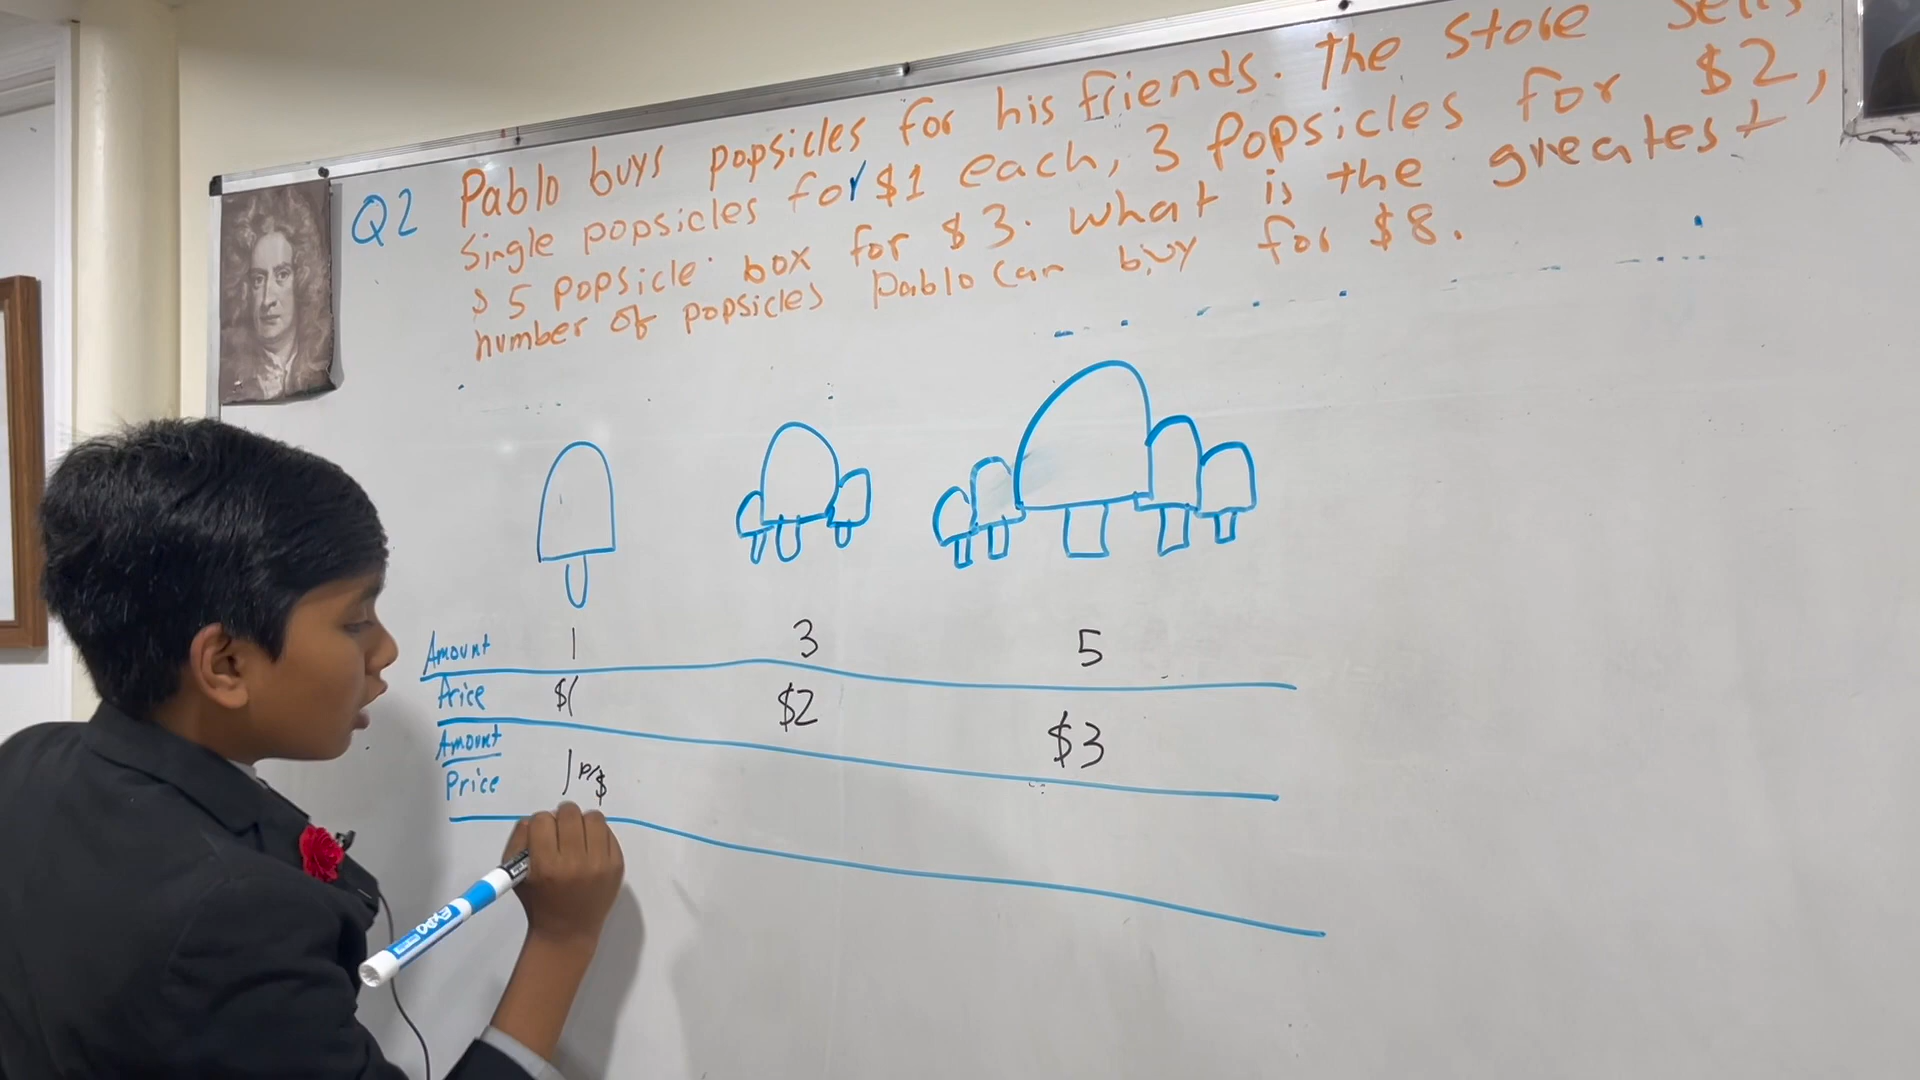 Q2 Pablo buys popsicles for his friends. The store sells
single popsicles for $1 each, 3 popsicles for $2,
5 popsicle box for $3. What is the greatest
number of popsicles Pablo can buy for $8.
Amount 1 3 5
Price $1 $2 $3
Amount
Price 1 P/$
EXPO